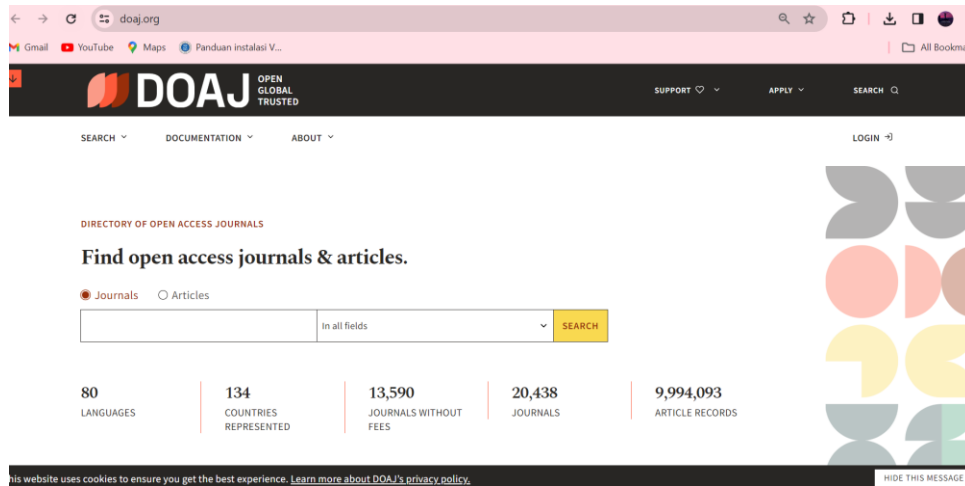 doaj.org
Gmail YouTube Maps Panduan instalasi V... All Bookma
DOAJ OPEN GLOBAL TRUSTED
SUPPORT APPLY SEARCH
SEARCH DOCUMENTATION ABOUT LOGIN
DIRECTORY OF OPEN ACCESS JOURNALS
Find open access journals & articles.
Journals Articles
In all fields SEARCH
80 134 13,590 20,438 9,994,093
LANGUAGES COUNTRIES REPRESENTED JOURNALS WITHOUT FEES JOURNALS ARTICLE RECORDS
his website uses cookies to ensure you get the best experience. Learn more about DOAJ's privacy policy. HIDE THIS MESSAGE